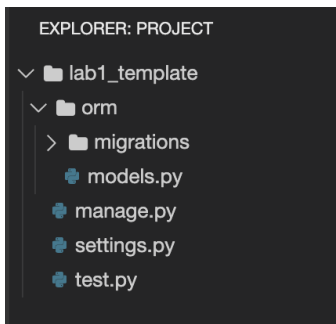 EXPLORER: PROJECT
lab1_template
orm
migrations
models.py
manage.py
settings.py
test.py